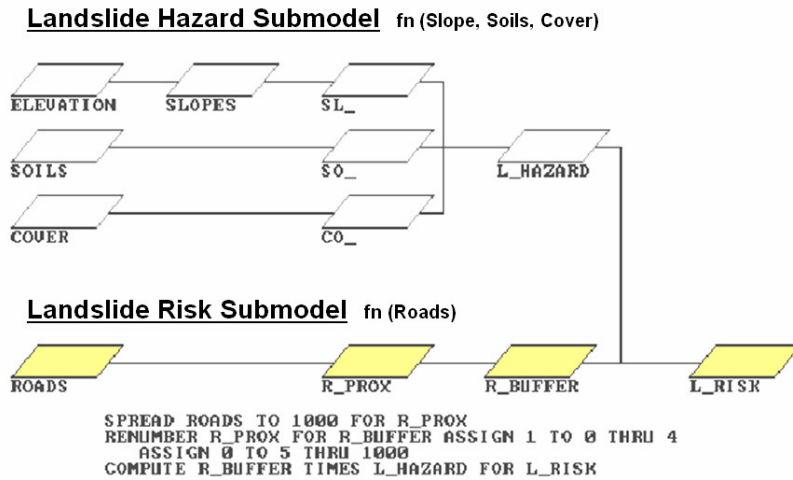 Landslide Hazard Submodel fn (Slope, Soils, Cover)
ELEVATION SLOPES SL_
SOILS SO_ L_HAZARD
COVER CO_
Landslide Risk Submodel fn (Roads)
ROADS R_PROX R_BUFFER L_RISK
SPREAD ROADS TO 1000 FOR R_PROX
RENUMBER R_PROX FOR R_BUFFER ASSIGN 1 TO 0 THRU 4
ASSIGN 0 TO 5 THRU 1000
COMPUTE R_BUFFER TIMES L_HAZARD FOR L_RISK